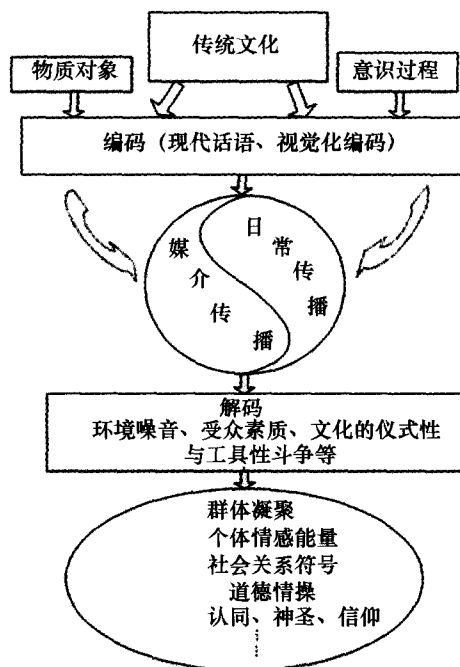 传统文化
物质对象
意识过程
编码（现代话语、视觉化编码）
媒介传播
日常传播
解码
环境噪音、受众素质、文化的仪式性
与工具性斗争等
群体凝聚
个体情感能量
社会关系符号
道德情操
认同、神圣、信仰
……